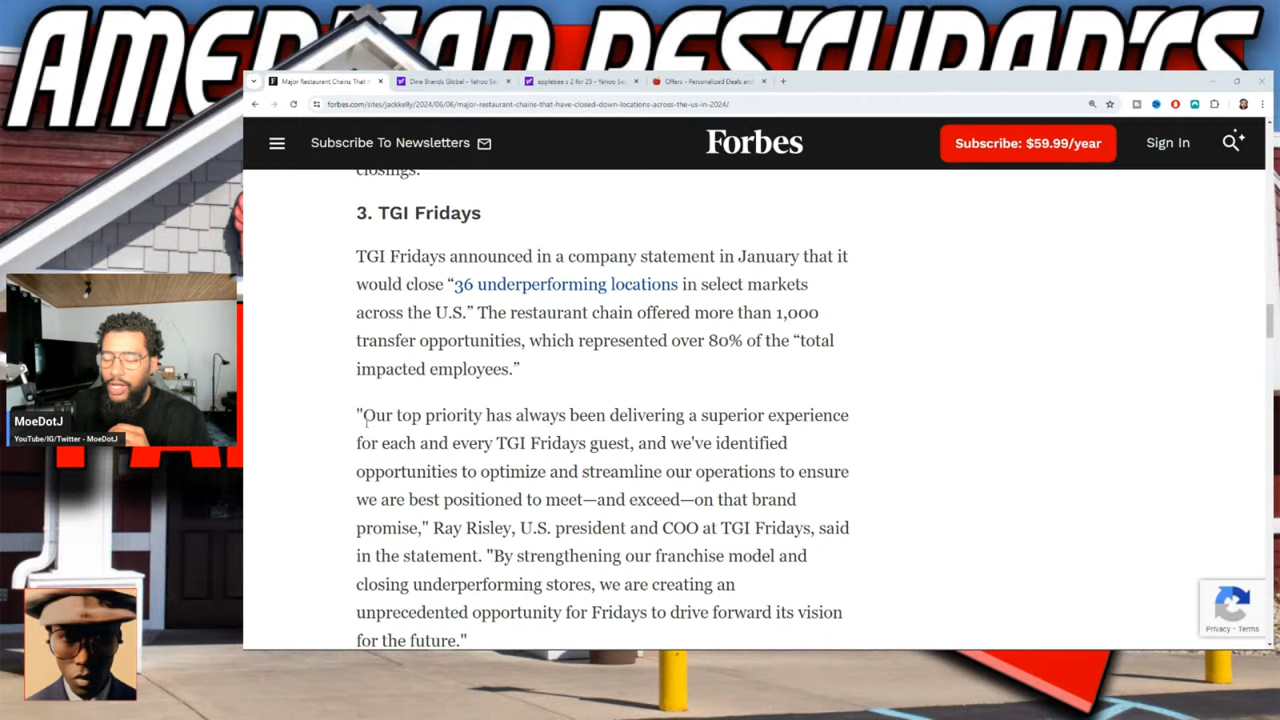 AMERICAN RESTURANTS
Major Restaurant Chains That
Dine Brands Global - Yahoo Se
applebee s 2 for 25 - Yahoo Se
Offers - Personalized Deals and
forbes.com/sites/jackkelly/2024/06/06/major-restaurant-chains-that-have-closed-down-locations-across-the-us-in-2024/
Subscribe To Newsletters
Forbes
Subscribe: $59.99/year
Sign In
closings.
3. TGI Fridays
TGI Fridays announced in a company statement in January that it
would close “36 underperforming locations in select markets
across the U.S.” The restaurant chain offered more than 1,000
transfer opportunities, which represented over 80% of the “total
impacted employees.”
"Our top priority has always been delivering a superior experience
for each and every TGI Fridays guest, and we've identified
opportunities to optimize and streamline our operations to ensure
we are best positioned to meet—and exceed—on that brand
promise," Ray Risley, U.S. president and COO at TGI Fridays, said
in the statement. "By strengthening our franchise model and
closing underperforming stores, we are creating an
unprecedented opportunity for Fridays to drive forward its vision
for the future."
MoeDotJ
YouTube/IG/Twitter - MoeDotJ
Privacy - Terms